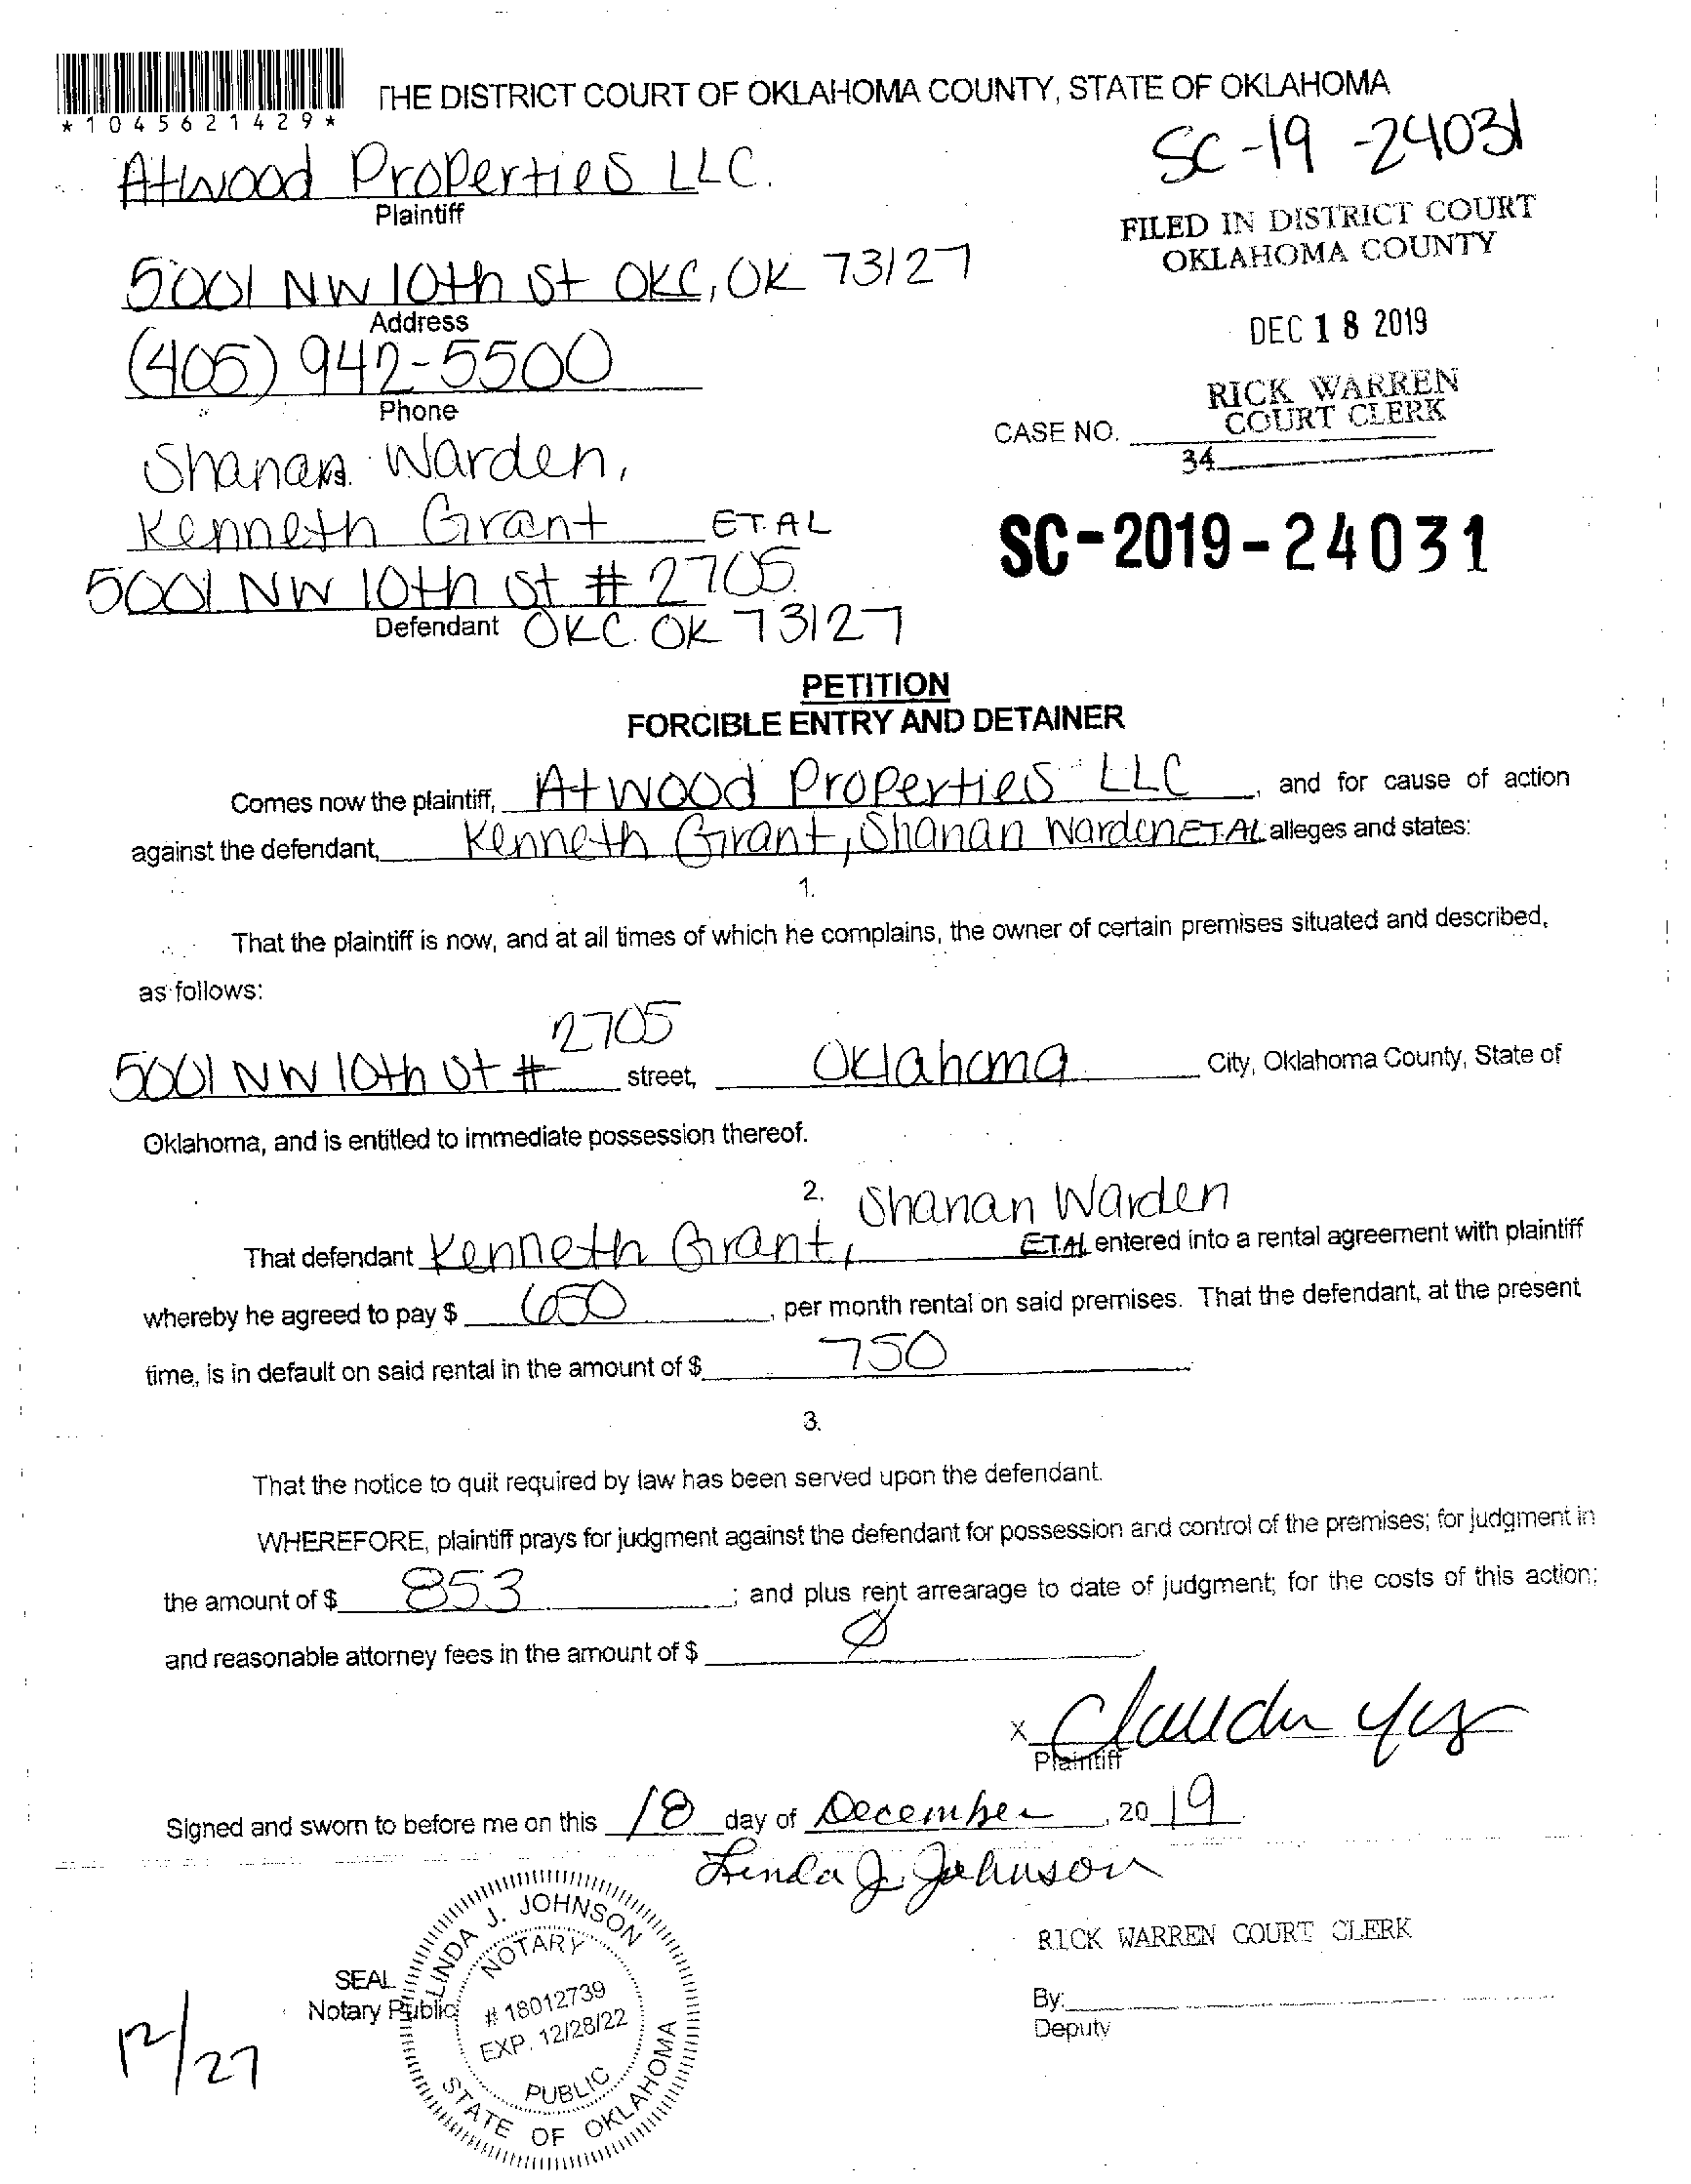 THE DISTRICT COURT OF OKLAHOMA COUNTY, STATE OF OKLAHOMA
*1045621429*
SC-19-24031
Atwood Properties LLC.
Plaintiff
FILED IN DISTRICT COURT
OKLAHOMA COUNTY
5001 NW 10th St OKC, OK 73127
Address
DEC 18 2019
(405) 942-5500
Phone
RICK WARREN
COURT CLERK
CASE NO.
34
Shanan Warden,
Kenneth Grant ET.AL
SC-2019-24031
5001 NW 10th St # 2705
Defendant OKC OK 73127
PETITION
FORCIBLE ENTRY AND DETAINER
Comes now the plaintiff, Atwood Properties LLC, and for cause of action
against the defendant, Kenneth Grant, Shanan Warden ET.AL alleges and states:
1.
That the plaintiff is now, and at all times of which he complains, the owner of certain premises situated and described,
as follows:
2705
5001 NW 10th St # street, Oklahoma City, Oklahoma County, State of
Oklahoma, and is entitled to immediate possession thereof.
2.
Shanan Warden
That defendant Kenneth Grant, ET.AL entered into a rental agreement with plaintiff
whereby he agreed to pay $ 650, per month rental on said premises. That the defendant, at the present
time, is in default on said rental in the amount of $ 750
3.
That the notice to quit required by law has been served upon the defendant.
WHEREFORE, plaintiff prays for judgment against the defendant for possession and control of the premises; for judgment in
the amount of $ 853; and plus rent arrearage to date of judgment; for the costs of this action;
and reasonable attorney fees in the amount of $ Ø
X
Plaintiff
Signed and sworn to before me on this 18 day of December, 2019
Linda J. Johnson
RICK WARREN COURT CLERK
SEAL
Notary Public
By:
Deputy
LINDA J. JOHNSON
NOTARY
# 18012739
EXP. 12/28/22
PUBLIC
STATE OF OKLAHOMA
12/27